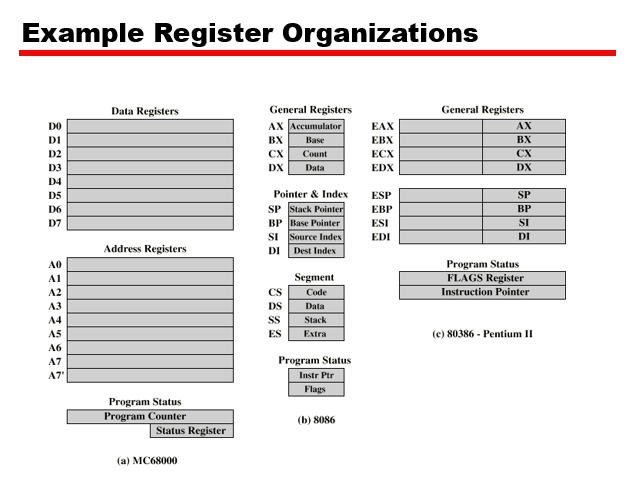 Example Register Organizations
Data Registers
D0
D1
D2
D3
D4
D5
D6
D7
Address Registers
A0
A1
A2
A3
A4
A5
A6
A7
A7'
Program Status
Program Counter
Status Register
(a) MC68000
General Registers
AX Accumulator
BX Base
CX Count
DX Data
Pointer & Index
SP Stack Pointer
BP Base Pointer
SI Source Index
DI Dest Index
Segment
CS Code
DS Data
SS Stack
ES Extra
Program Status
Instr Ptr
Flags
(b) 8086
General Registers
EAX AX
EBX BX
ECX CX
EDX DX
ESP SP
EBP BP
ESI SI
EDI DI
Program Status
FLAGS Register
Instruction Pointer
(c) 80386 - Pentium II